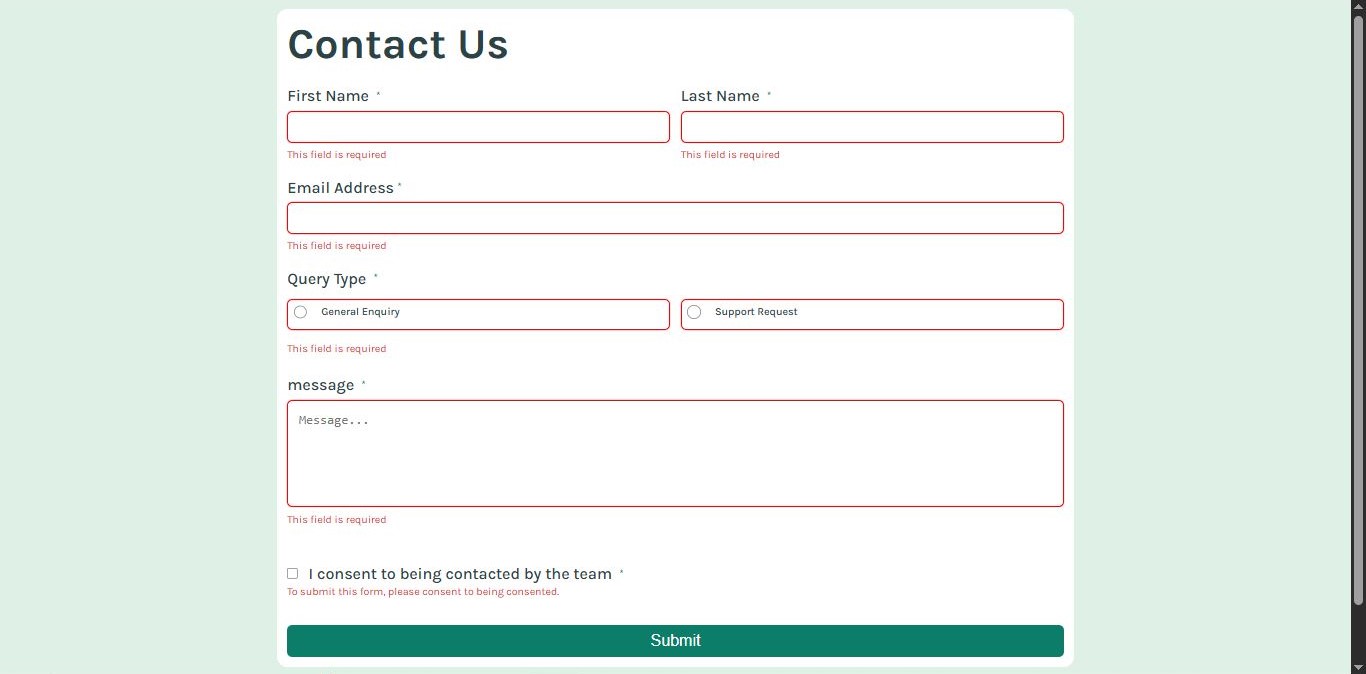 Contact Us
First Name *
Last Name *
This field is required
This field is required
Email Address *
This field is required
Query Type *
General Enquiry
Support Request
This field is required
message *
Message...
This field is required
I consent to being contacted by the team *
To submit this form, please consent to being consented.
Submit